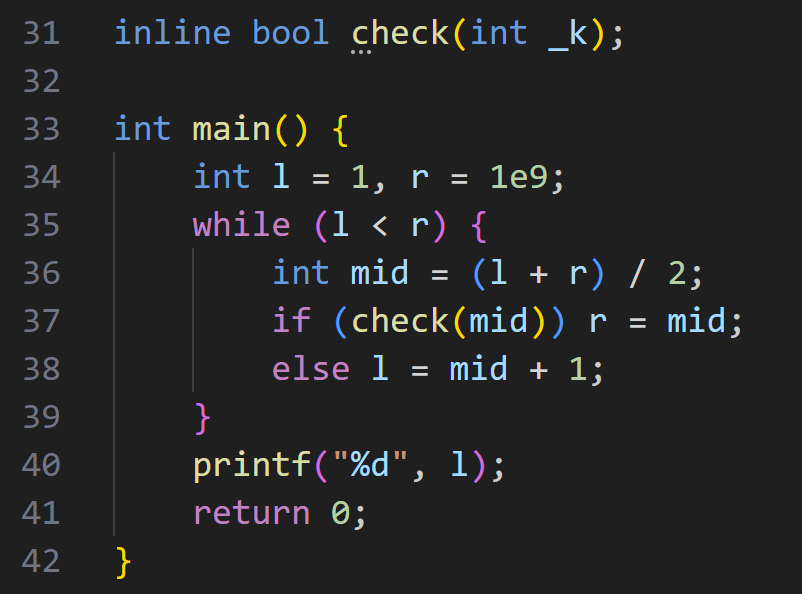 31 inline bool check(int _k);
32
33 int main() {
34 int l = 1, r = 1e9;
35 while (l < r) {
36 int mid = (l + r) / 2;
37 if (check(mid)) r = mid;
38 else l = mid + 1;
39 }
40 printf("%d", l);
41 return 0;
42 }